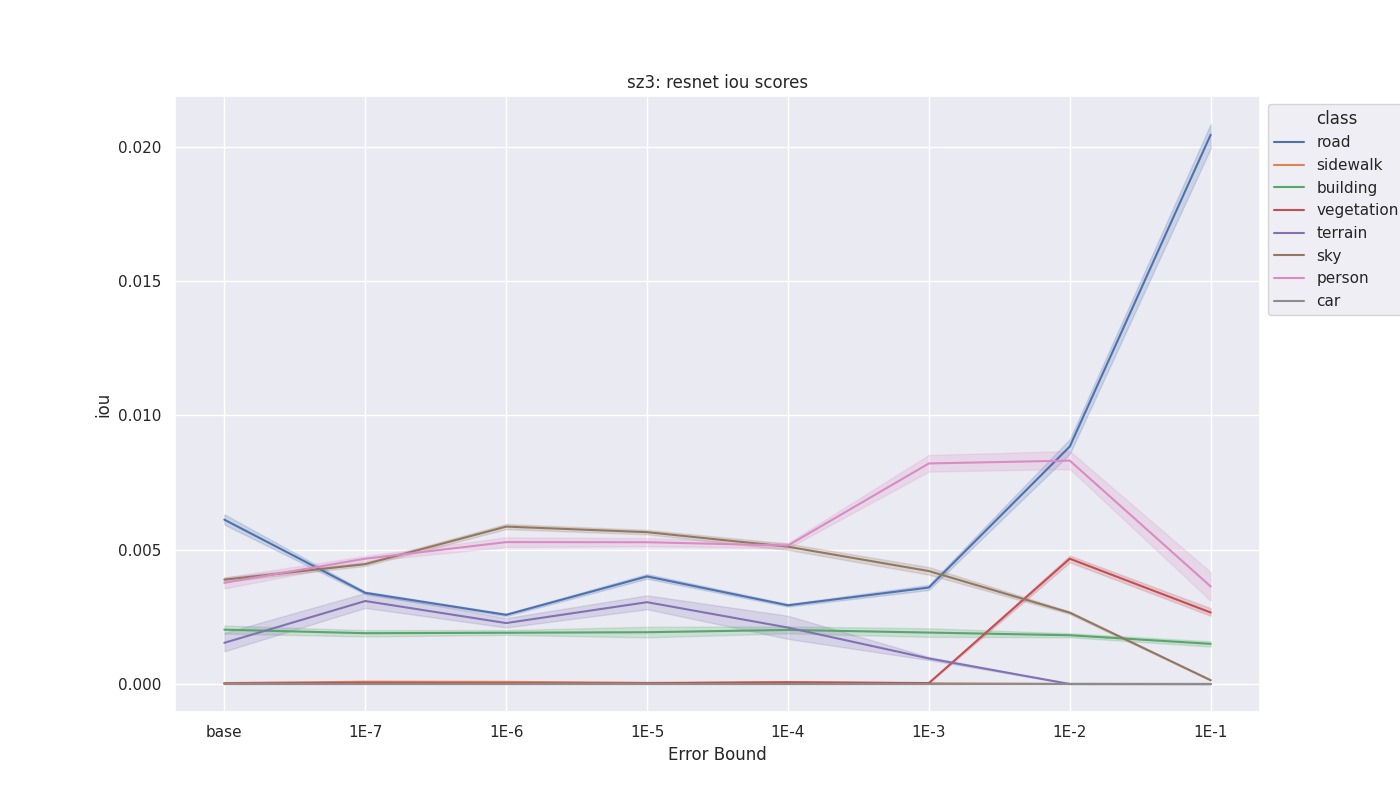 sz3: resnet iou scores
class
road
sidewalk
building
vegetation
terrain
sky
person
car
iou
0.020
0.015
0.010
0.005
0.000
base 1E-7 1E-6 1E-5 1E-4 1E-3 1E-2 1E-1
Error Bound